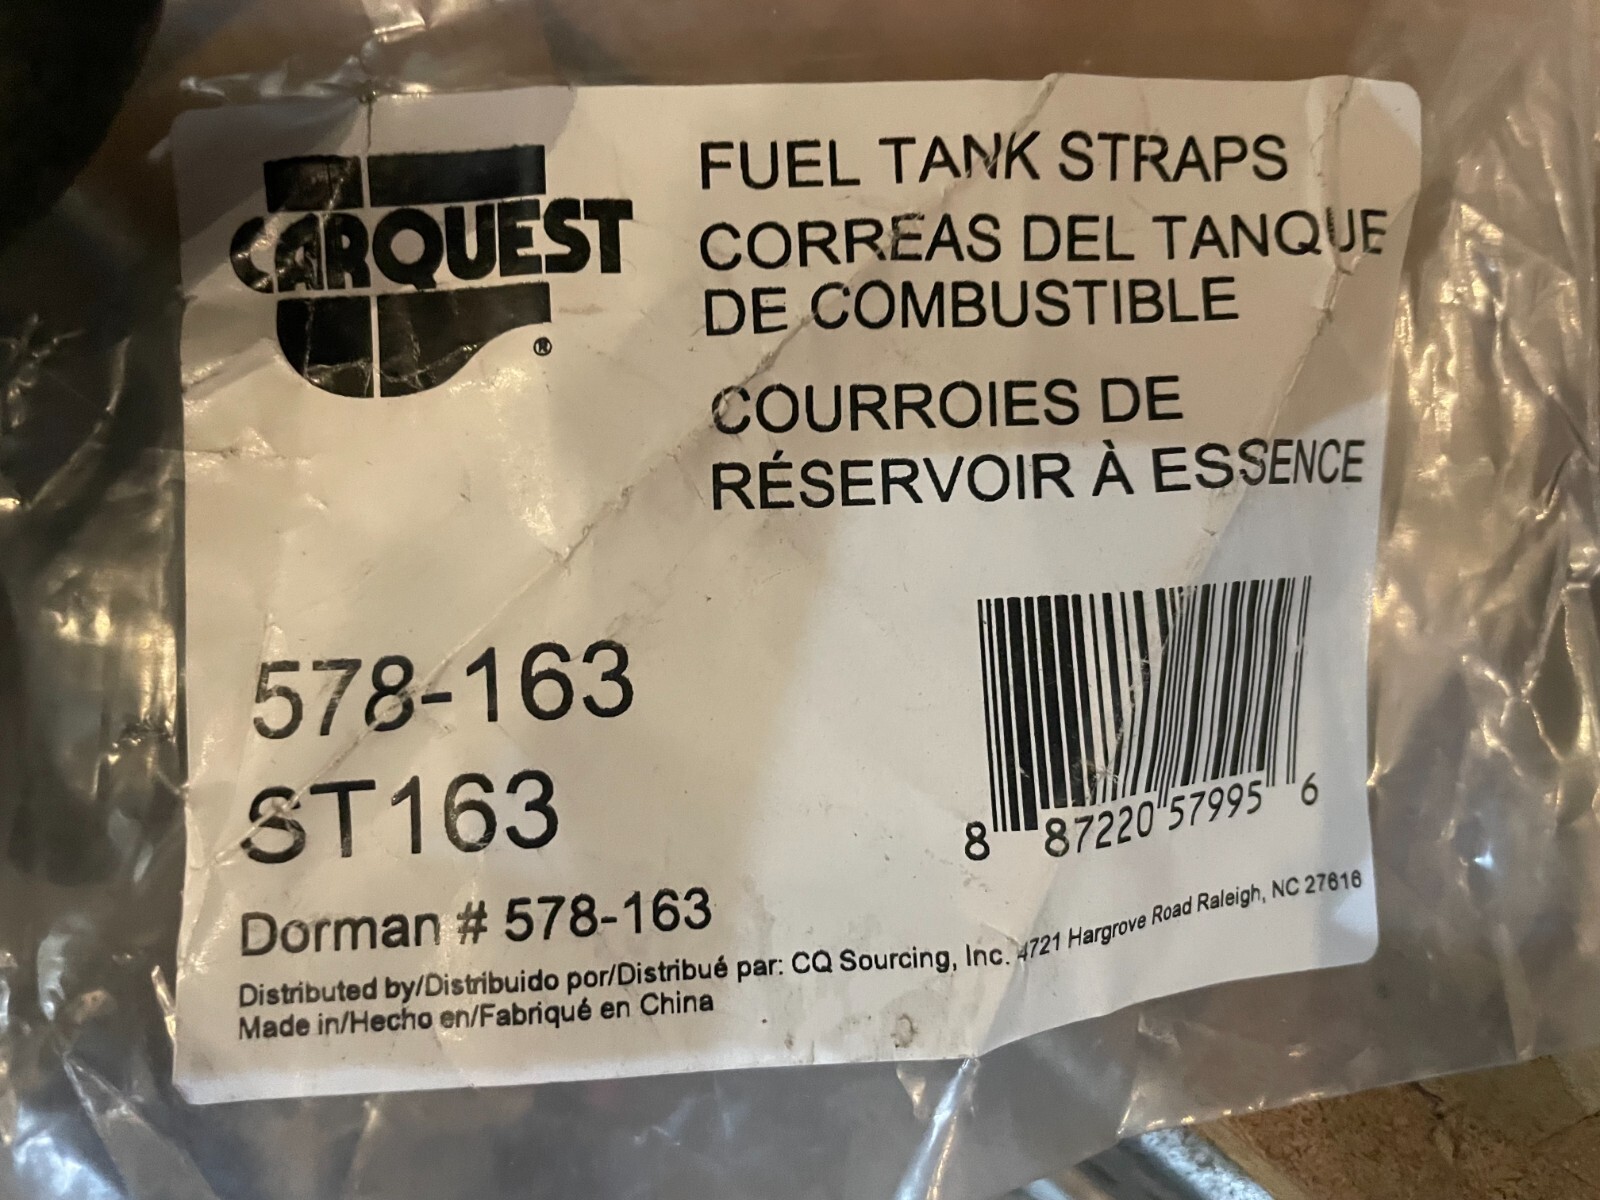 CARQUEST
®
FUEL TANK STRAPS
CORREAS DEL TANQUE
DE COMBUSTIBLE
COURROIES DE
RÉSERVOIR À ESSENCE
578-163
ST163
8 87220 57995 6
Dorman # 578-163
Distributed by/Distribuido por/Distribué par: CQ Sourcing, Inc. 4721 Hargrove Road Raleigh, NC 27616
Made in/Hecho en/Fabriqué en China